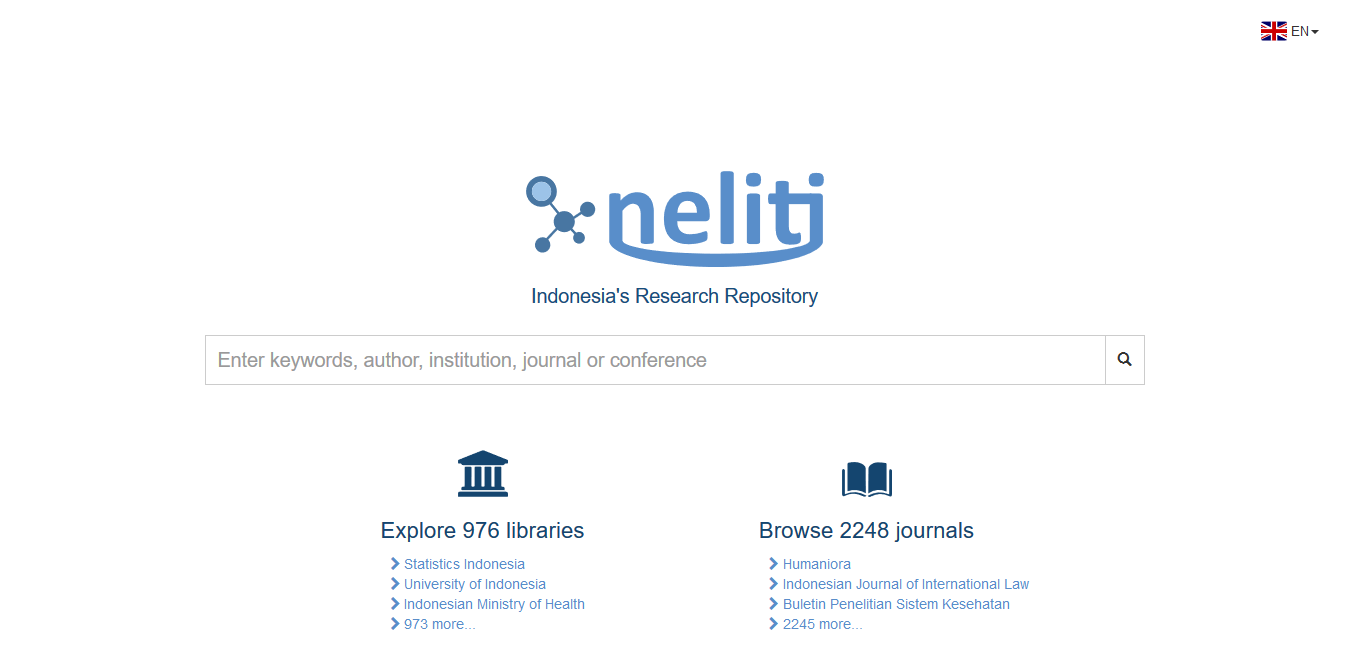 EN
neliti
Indonesia's Research Repository
Enter keywords, author, institution, journal or conference
Explore 976 libraries
Statistics Indonesia
University of Indonesia
Indonesian Ministry of Health
973 more...
Browse 2248 journals
Humaniora
Indonesian Journal of International Law
Buletin Penelitian Sistem Kesehatan
2245 more...